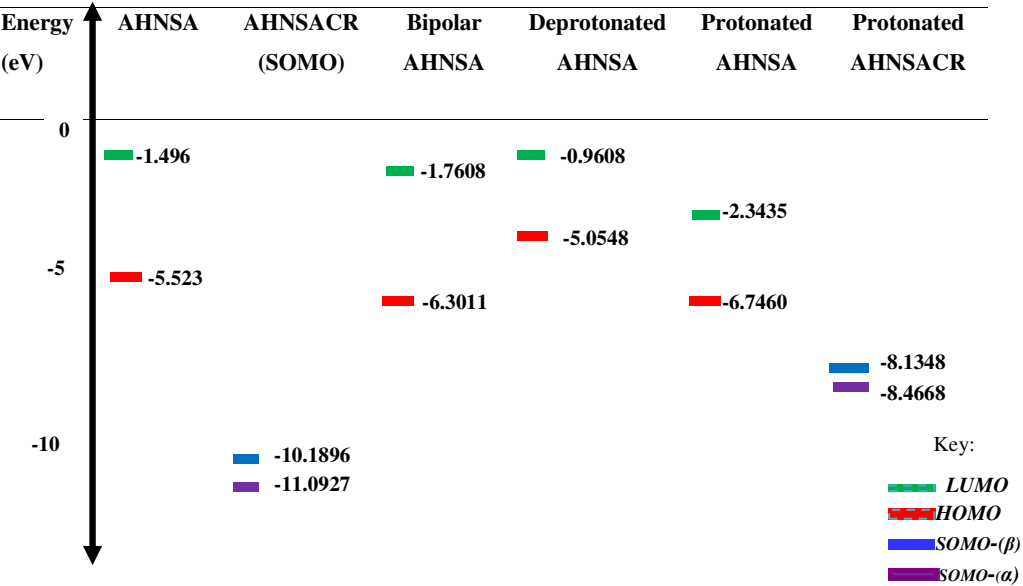 Energy AHNSA AHNSACR Bipolar Deprotonated Protonated Protonated
(eV) (SOMO) AHNSA AHNSA AHNSA AHNSACR
0
-1.496 -1.7608 -0.9608
-2.3435
-5.0548
-5
-5.523
-6.3011 -6.7460
-8.1348
-8.4668
-10
Key:
-10.1896
-11.0927
LUMO
HOMO
SOMO-(β)
SOMO-(α)